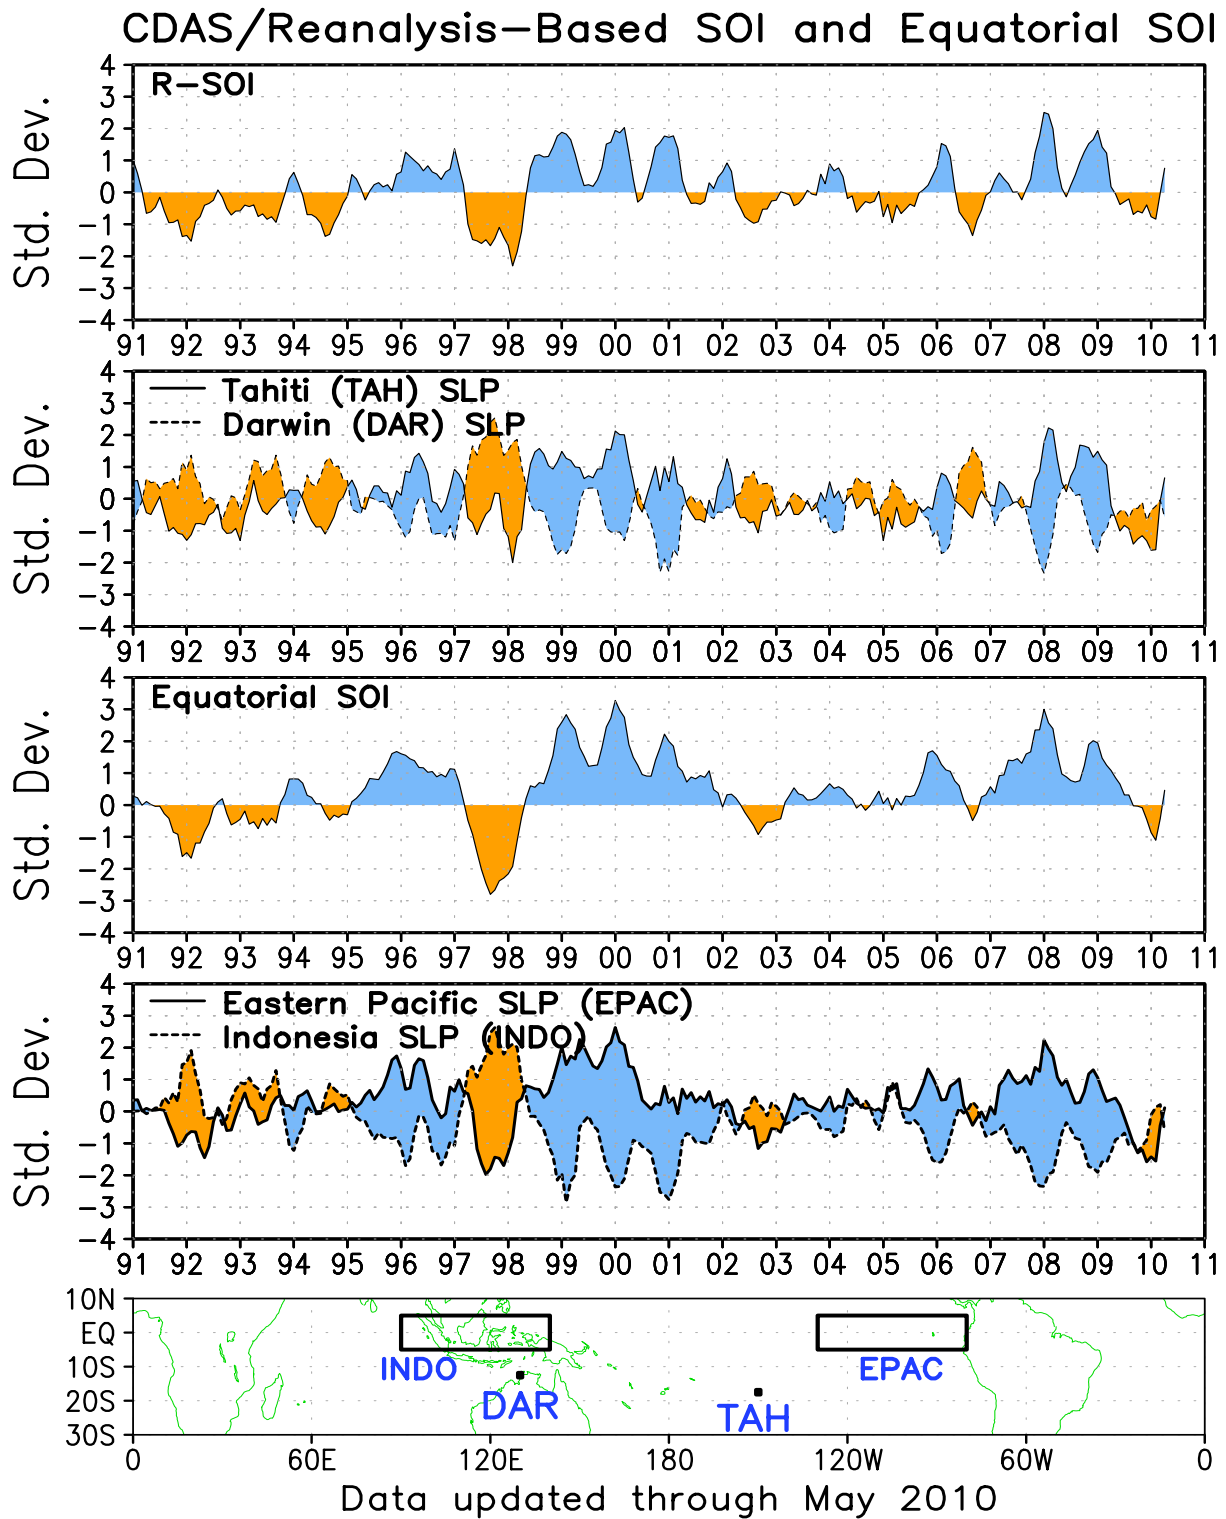 CDAS/Reanalysis-Based SOI and Equatorial SOI
R-SOI
Std. Dev.
4
3
2
1
0
-1
-2
-3
-4
91 92 93 94 95 96 97 98 99 00 01 02 03 04 05 06 07 08 09 10 11
Tahiti (TAH) SLP
Darwin (DAR) SLP
Std. Dev.
4
3
2
1
0
-1
-2
-3
-4
91 92 93 94 95 96 97 98 99 00 01 02 03 04 05 06 07 08 09 10 11
Equatorial SOI
Std. Dev.
4
3
2
1
0
-1
-2
-3
-4
91 92 93 94 95 96 97 98 99 00 01 02 03 04 05 06 07 08 09 10 11
Eastern Pacific SLP (EPAC)
Indonesia SLP (INDO)
Std. Dev.
4
3
2
1
0
-1
-2
-3
-4
91 92 93 94 95 96 97 98 99 00 01 02 03 04 05 06 07 08 09 10 11
10N
EQ
10S
20S
30S
INDO
EPAC
DAR
TAH
0 60E 120E 180 120W 60W 0
Data updated through May 2010